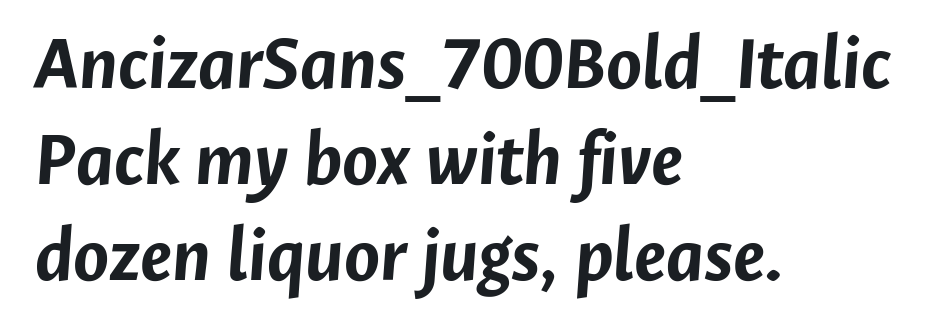 AncizarSans_700Bold_Italic
Pack my box with five
dozen liquor jugs, please.